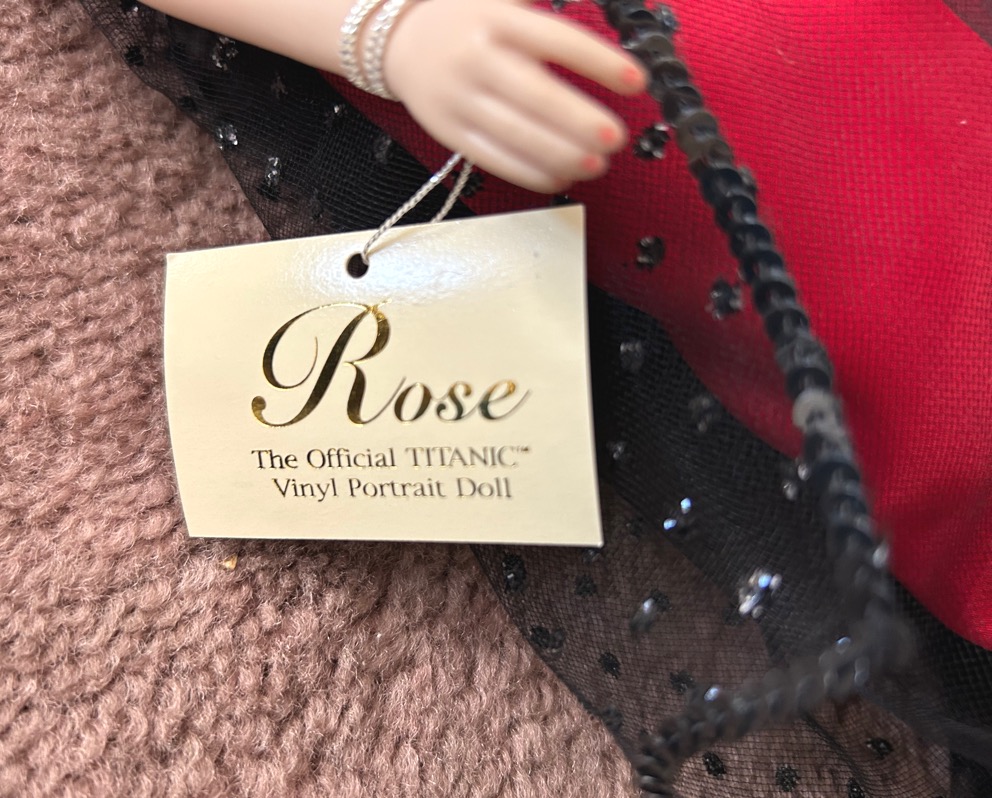 Rose
The Official TITANIC™
Vinyl Portrait Doll